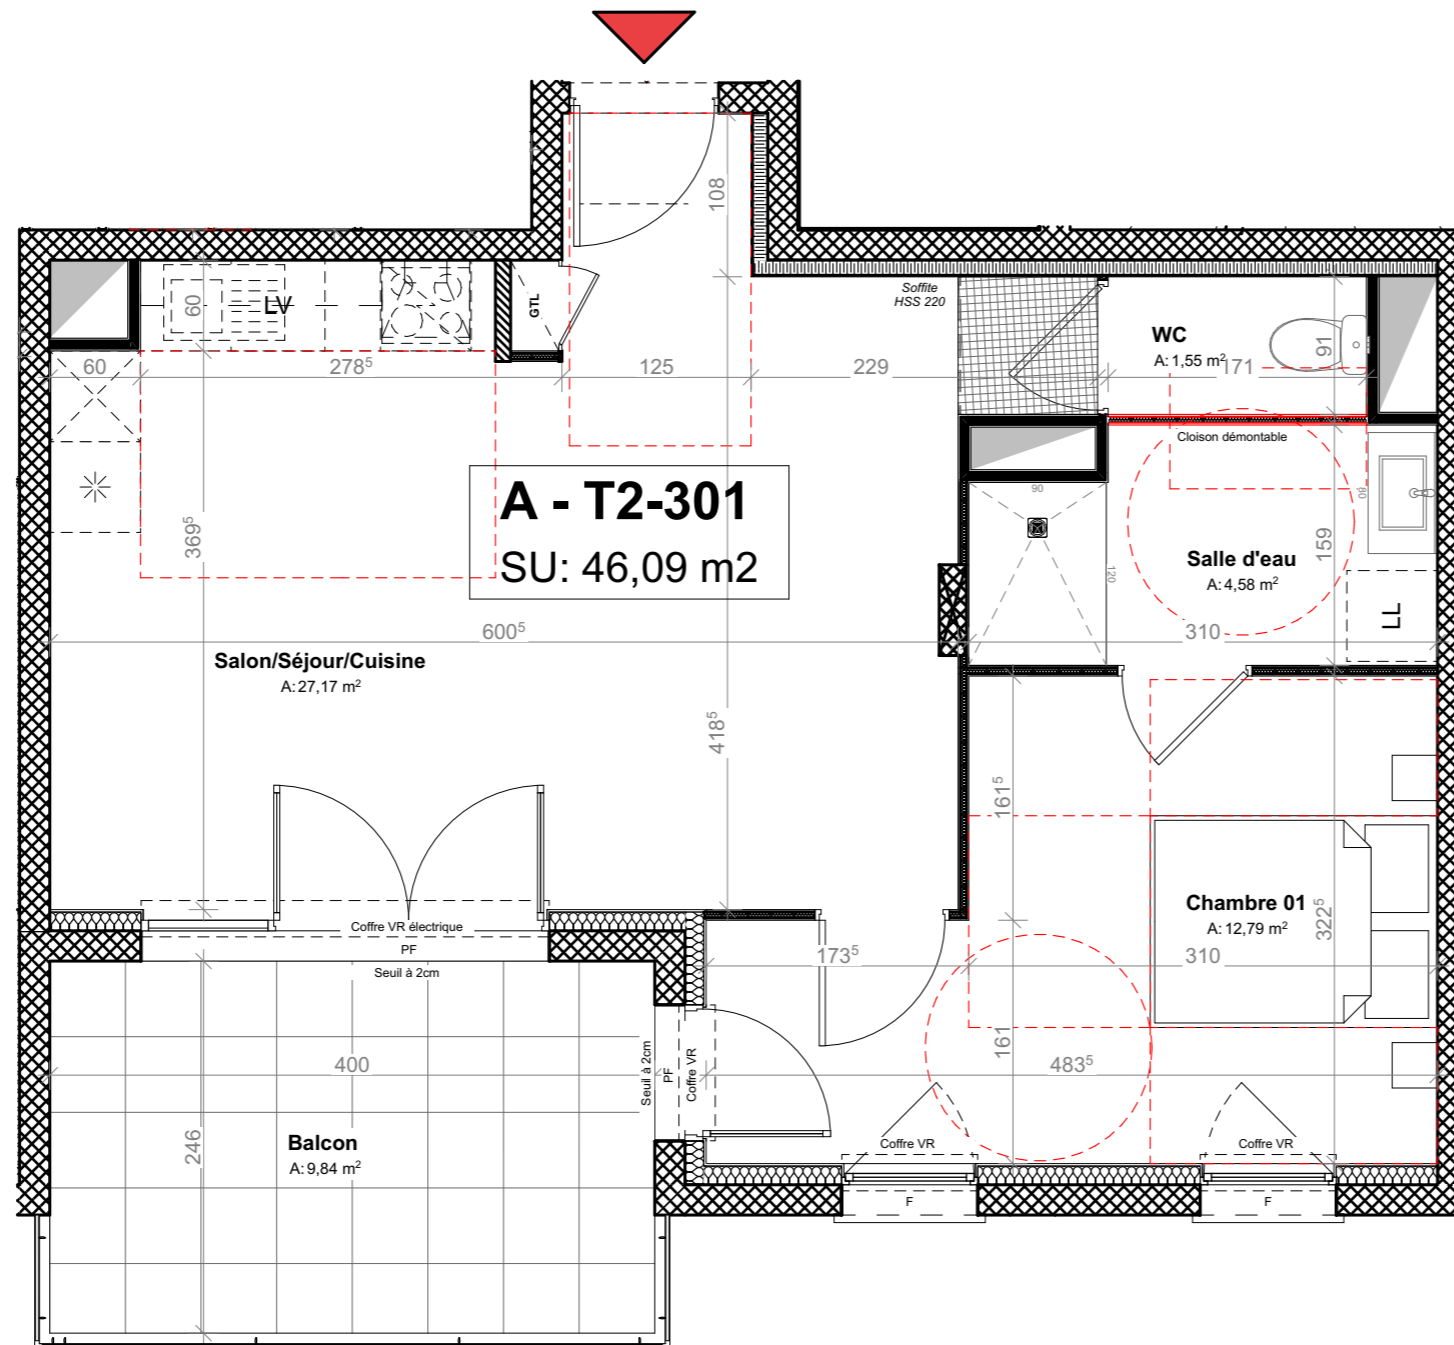 108
Soffite
HSS 220
60
LV
GTL
WC
A: 1,55 m²
91
60
278⁵
125
229
171
Cloison démontable
A - T2-301
SU: 46,09 m2
369⁵
90
80
159
120
Salle d'eau
A: 4,58 m²
LL
600⁵
310
Salon/Séjour/Cuisine
A: 27,17 m²
418⁵
161⁵
Chambre 01
A: 12,79 m²
322⁵
Coffre VR électrique
PF
Seuil à 2cm
173⁵
310
161
400
Seuil à 2cm
PF
Coffre VR
483⁵
246
Balcon
A: 9,84 m²
Coffre VR
Coffre VR
F
F